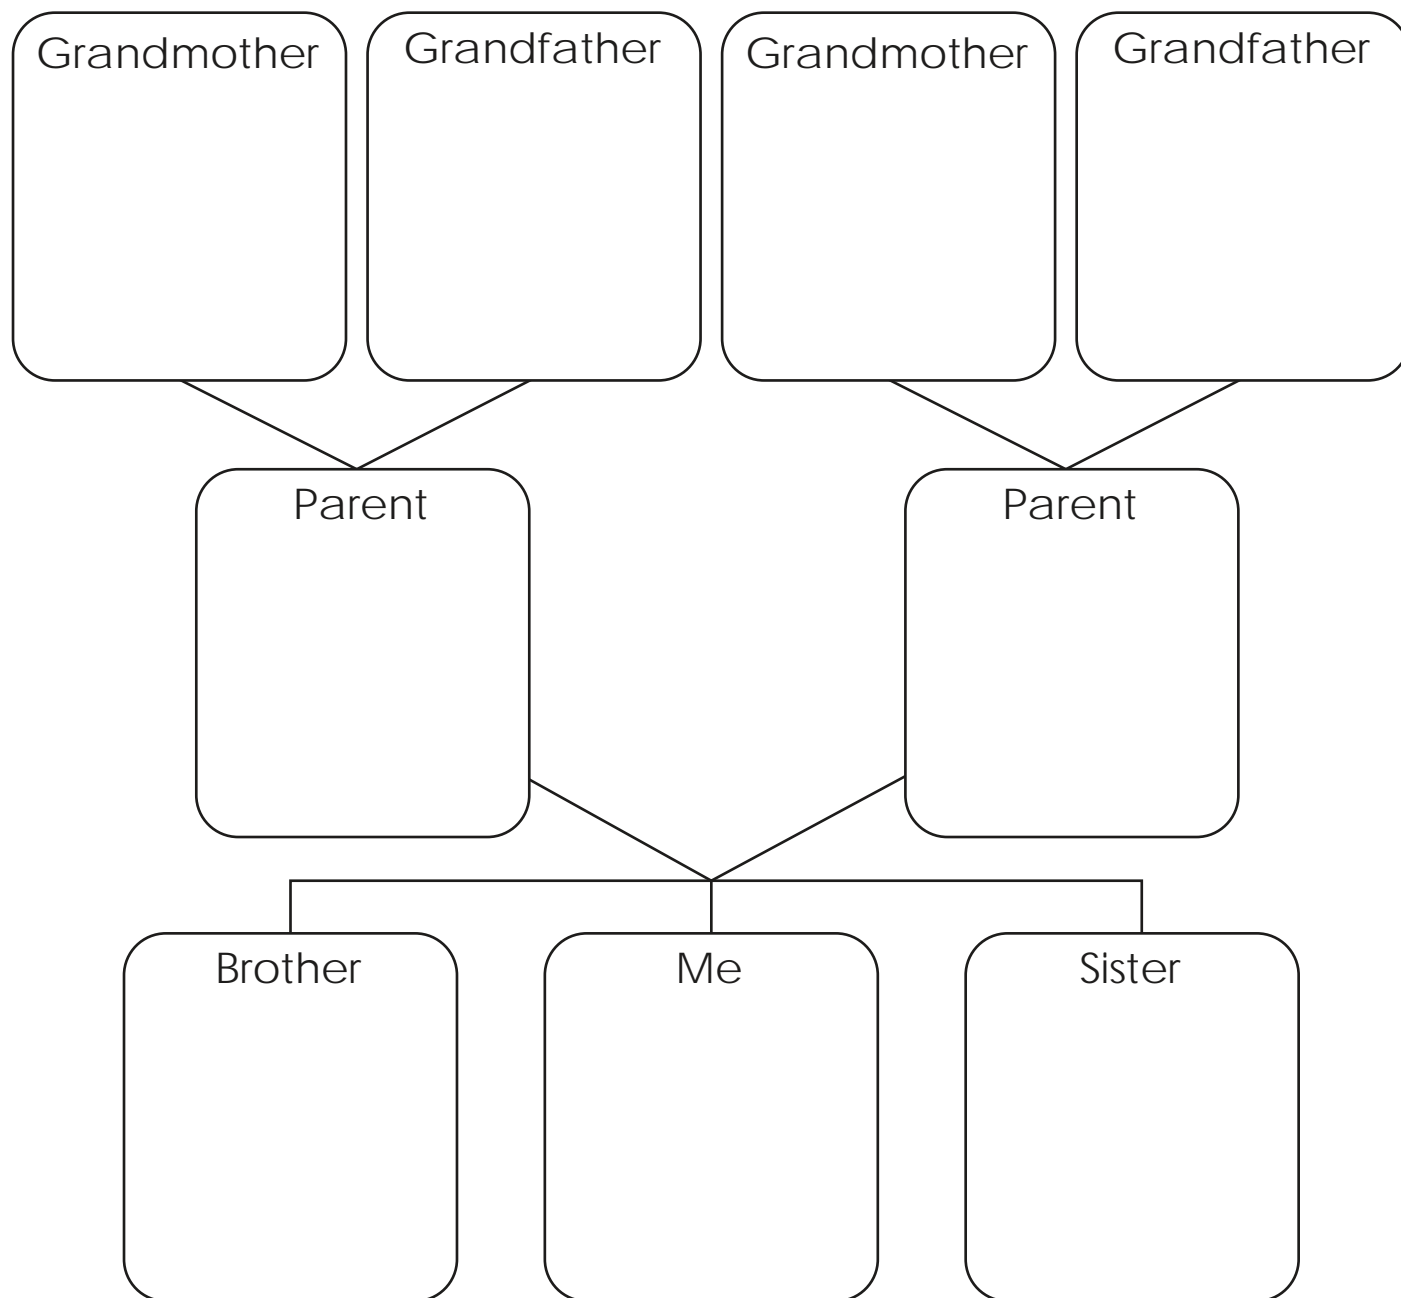 Grandmother
Grandfather
Grandmother
Grandfather
Parent
Parent
Brother
Me
Sister